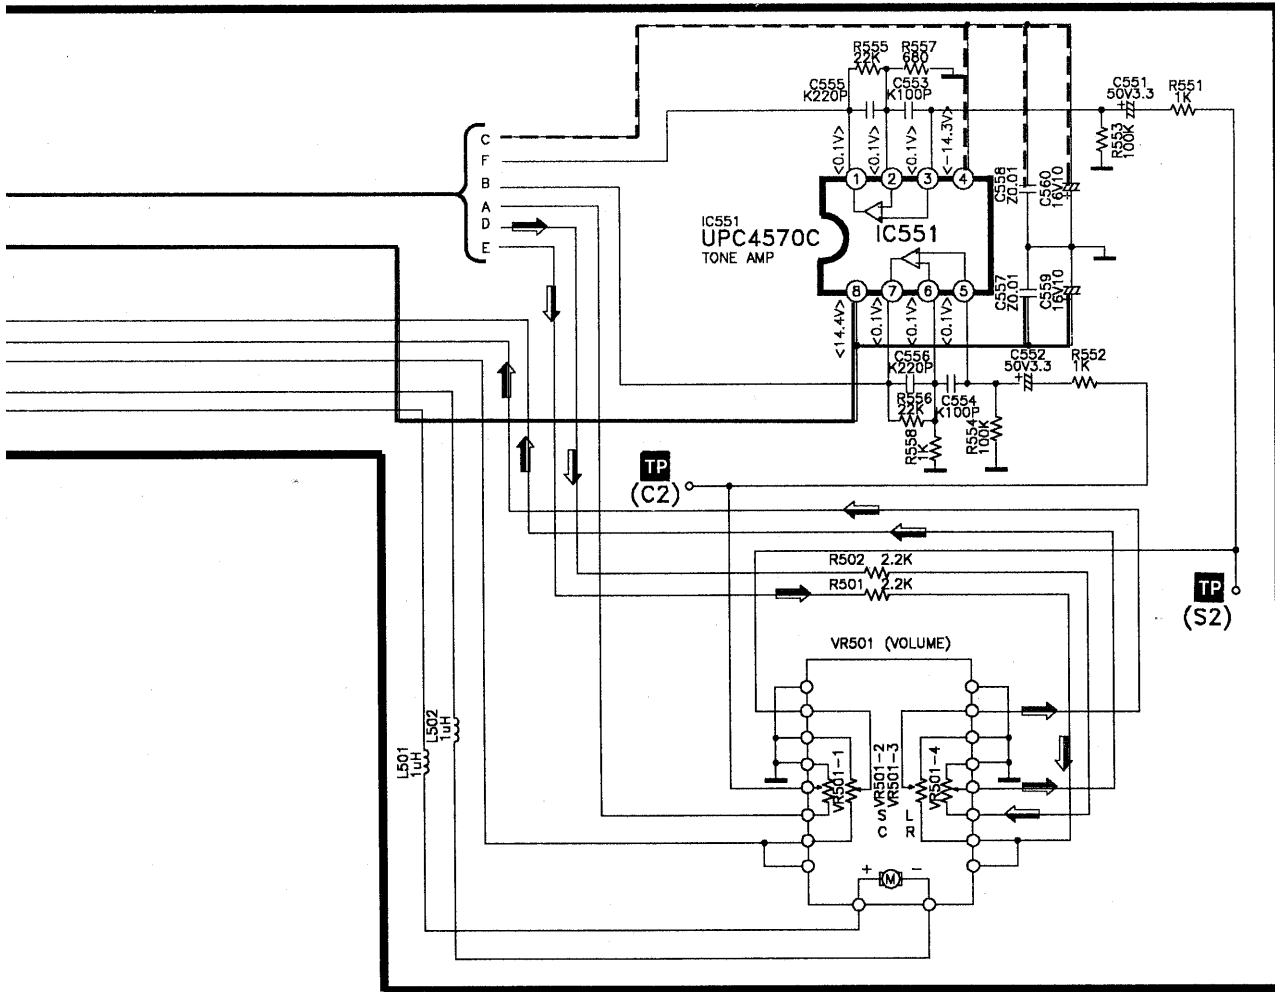 R555
22K
R557
680
C555
K220P
C553
K100P
C551
50V3.3
+
R551
1K
R553
100K
C
F
B
A
D
E
<0.1V>
<0.1V>
<0.1V>
<-14.3V>
1
2
3
4
IC551
UPC4570C
TONE AMP
IC551
C558
Z0.01
C560
16V10
+
8
7
6
5
<14.4V>
<0.1V>
<0.1V>
<0.1V>
C557
Z0.01
C559
16V10
+
C556
K220P
R556
22K
C554
K100P
C552
50V3.3
+
R552
1K
R558
1K
R554
100K
TP
(C2)
R502 2.2K
R501 2.2K
TP
(S2)
VR501 (VOLUME)
L501
1uH
L502
1uH
VR501-1
VR501-2
VR501-3
VR501-4
S L
C R
+ M -